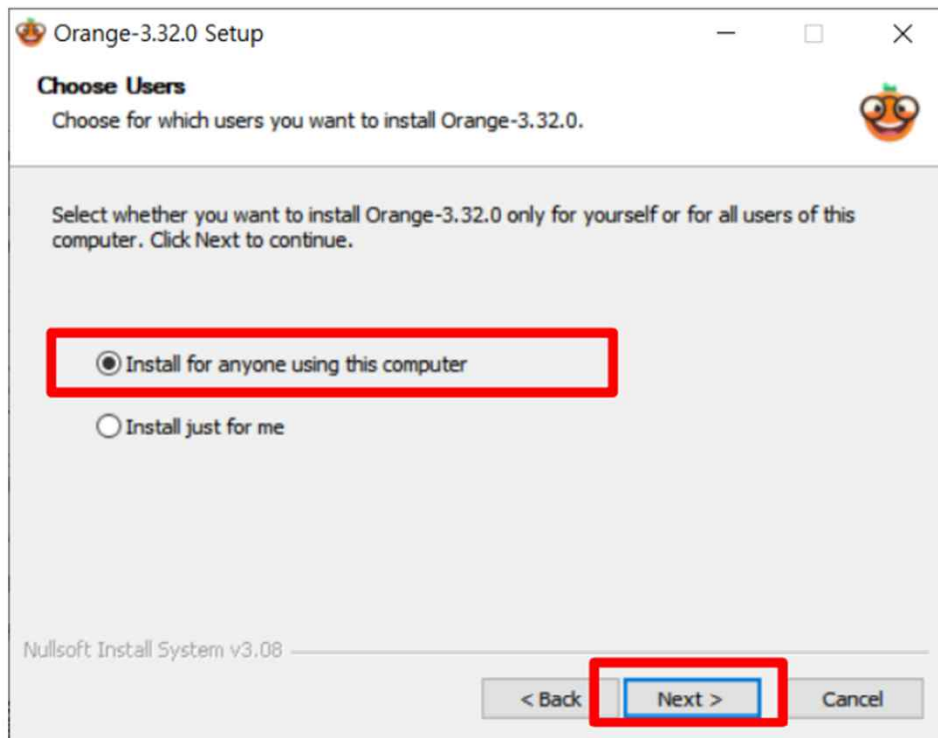 Orange-3.32.0 Setup
Choose Users
Choose for which users you want to install Orange-3.32.0.
Select whether you want to install Orange-3.32.0 only for yourself or for all users of this
computer. Click Next to continue.
Install for anyone using this computer
Install just for me
Nullsoft Install System v3.08
< Back
Next >
Cancel